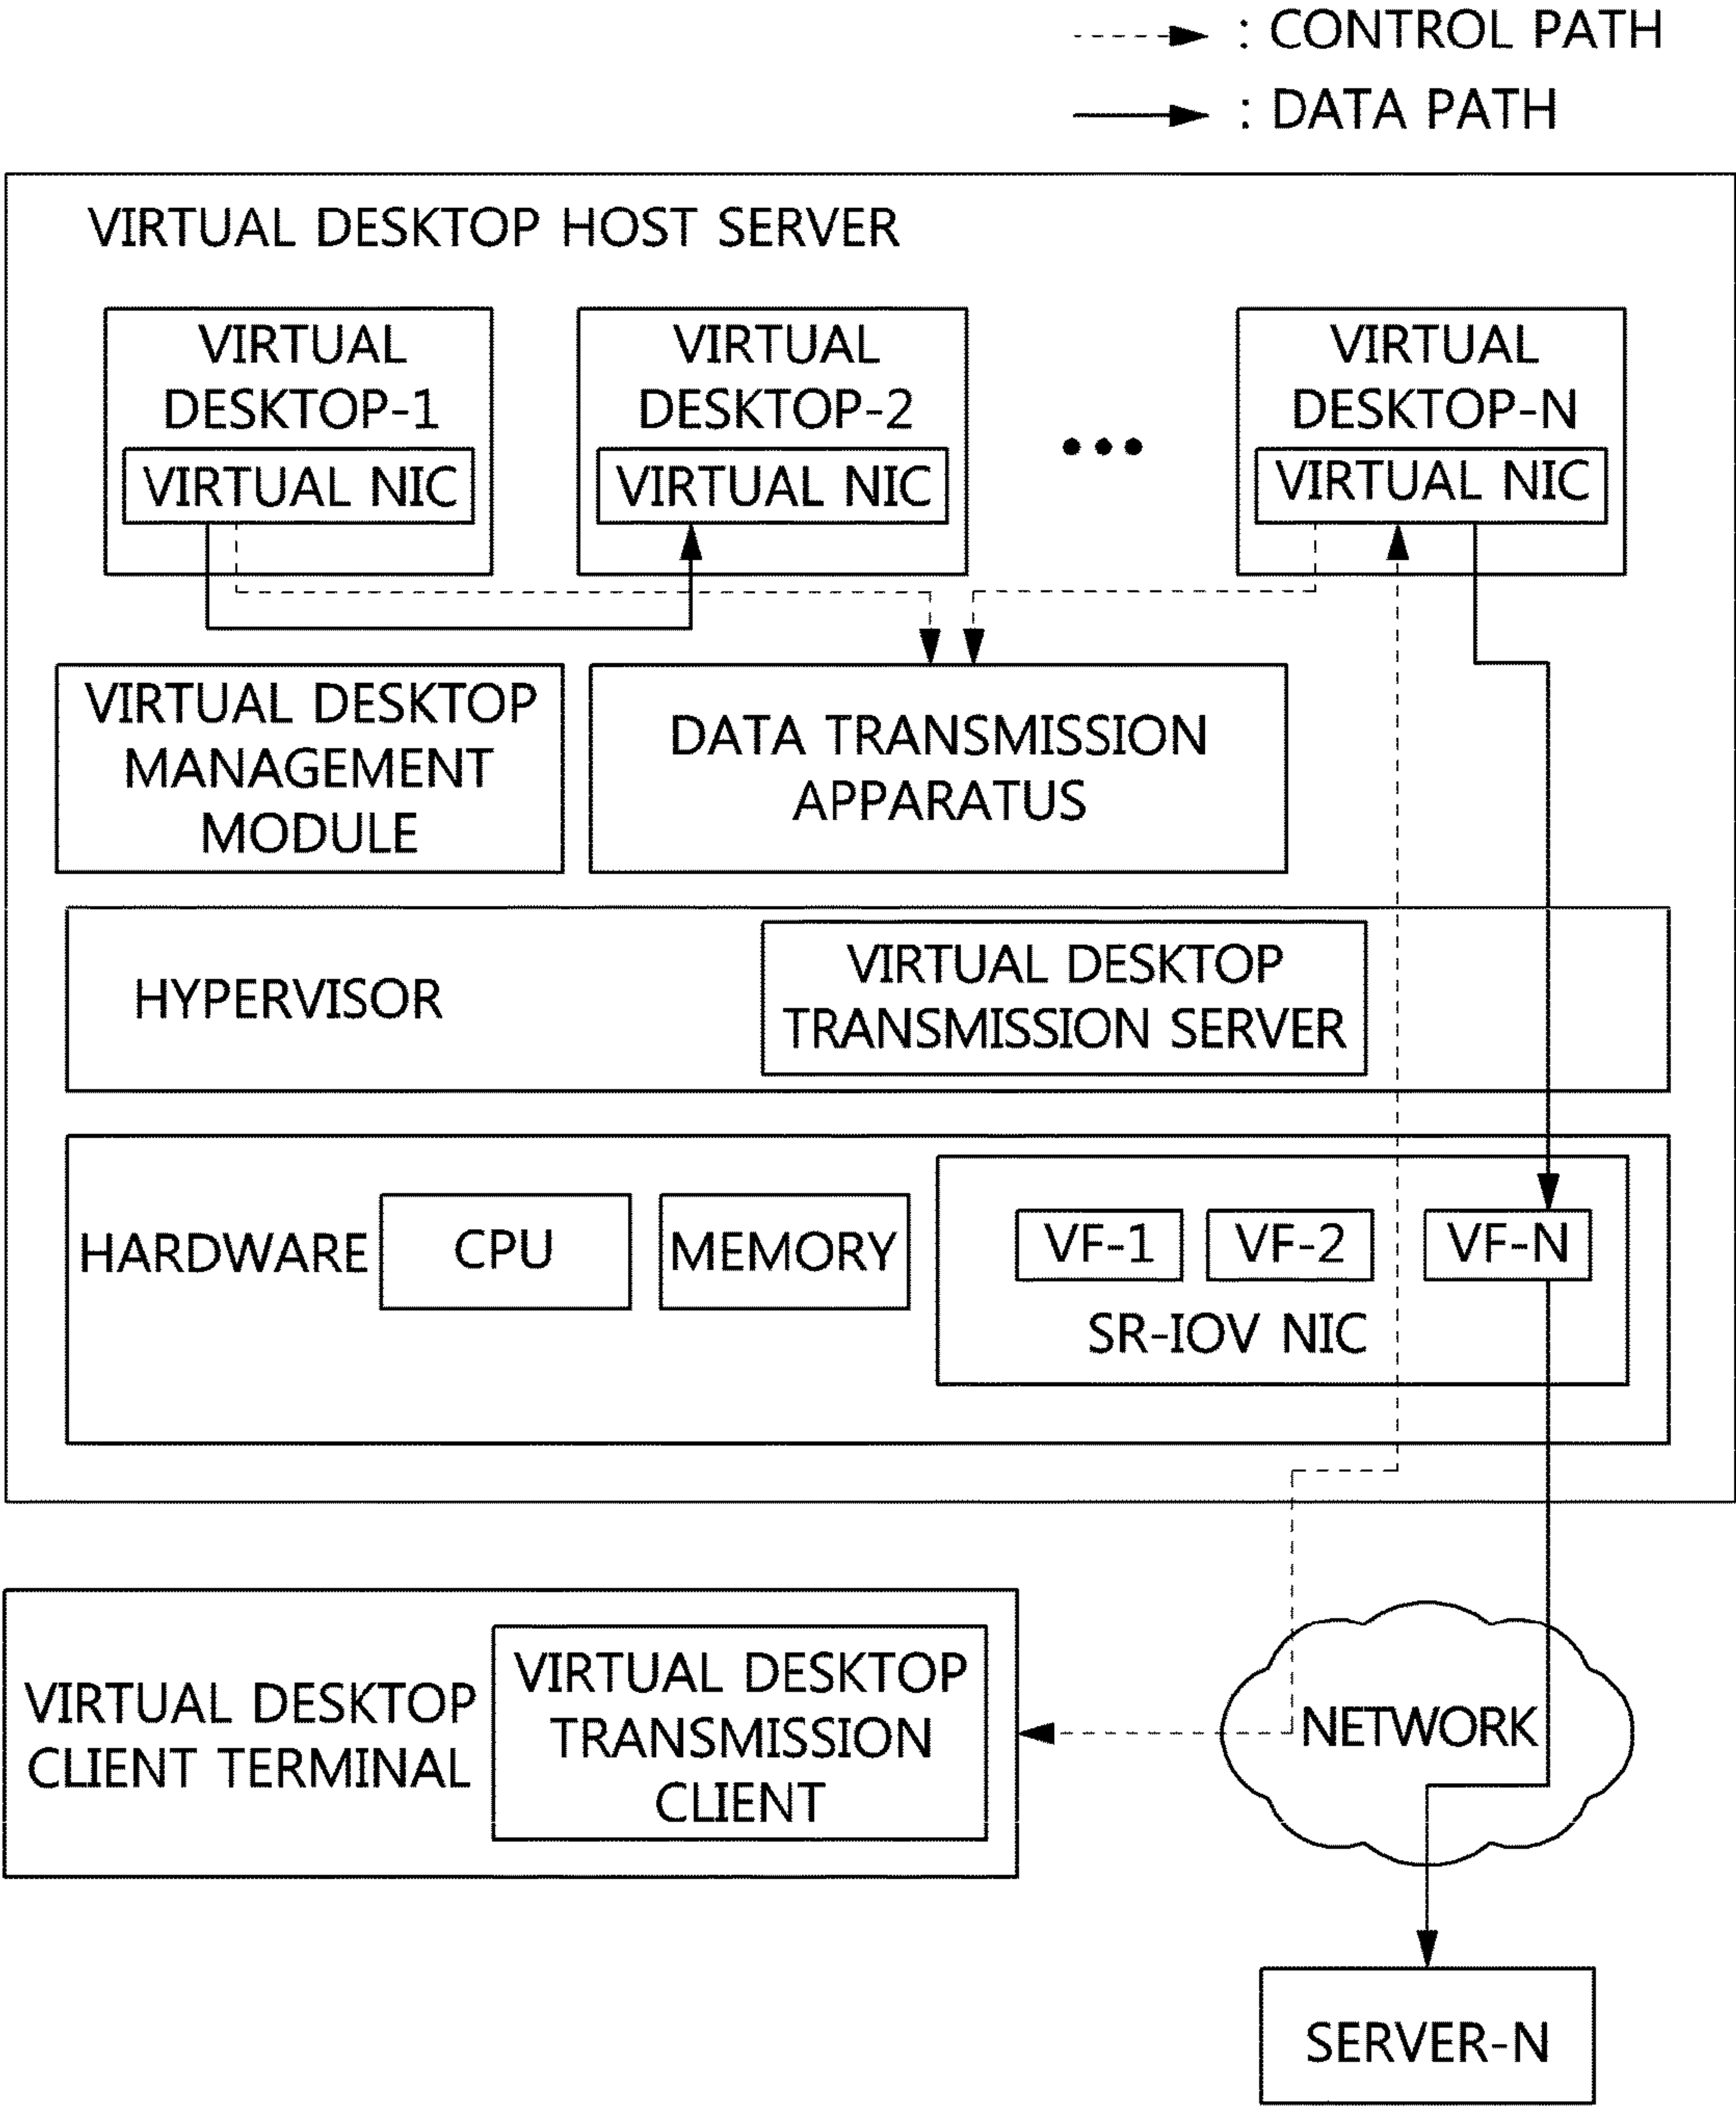 : CONTROL PATH
: DATA PATH
VIRTUAL DESKTOP HOST SERVER
VIRTUAL
DESKTOP-1
VIRTUAL NIC
VIRTUAL
DESKTOP-2
VIRTUAL NIC
•••
VIRTUAL
DESKTOP-N
VIRTUAL NIC
VIRTUAL DESKTOP
MANAGEMENT
MODULE
DATA TRANSMISSION
APPARATUS
HYPERVISOR
VIRTUAL DESKTOP
TRANSMISSION SERVER
HARDWARE
CPU
MEMORY
VF-1
VF-2
VF-N
SR-IOV NIC
VIRTUAL DESKTOP
CLIENT TERMINAL
VIRTUAL DESKTOP
TRANSMISSION
CLIENT
NETWORK
SERVER-N